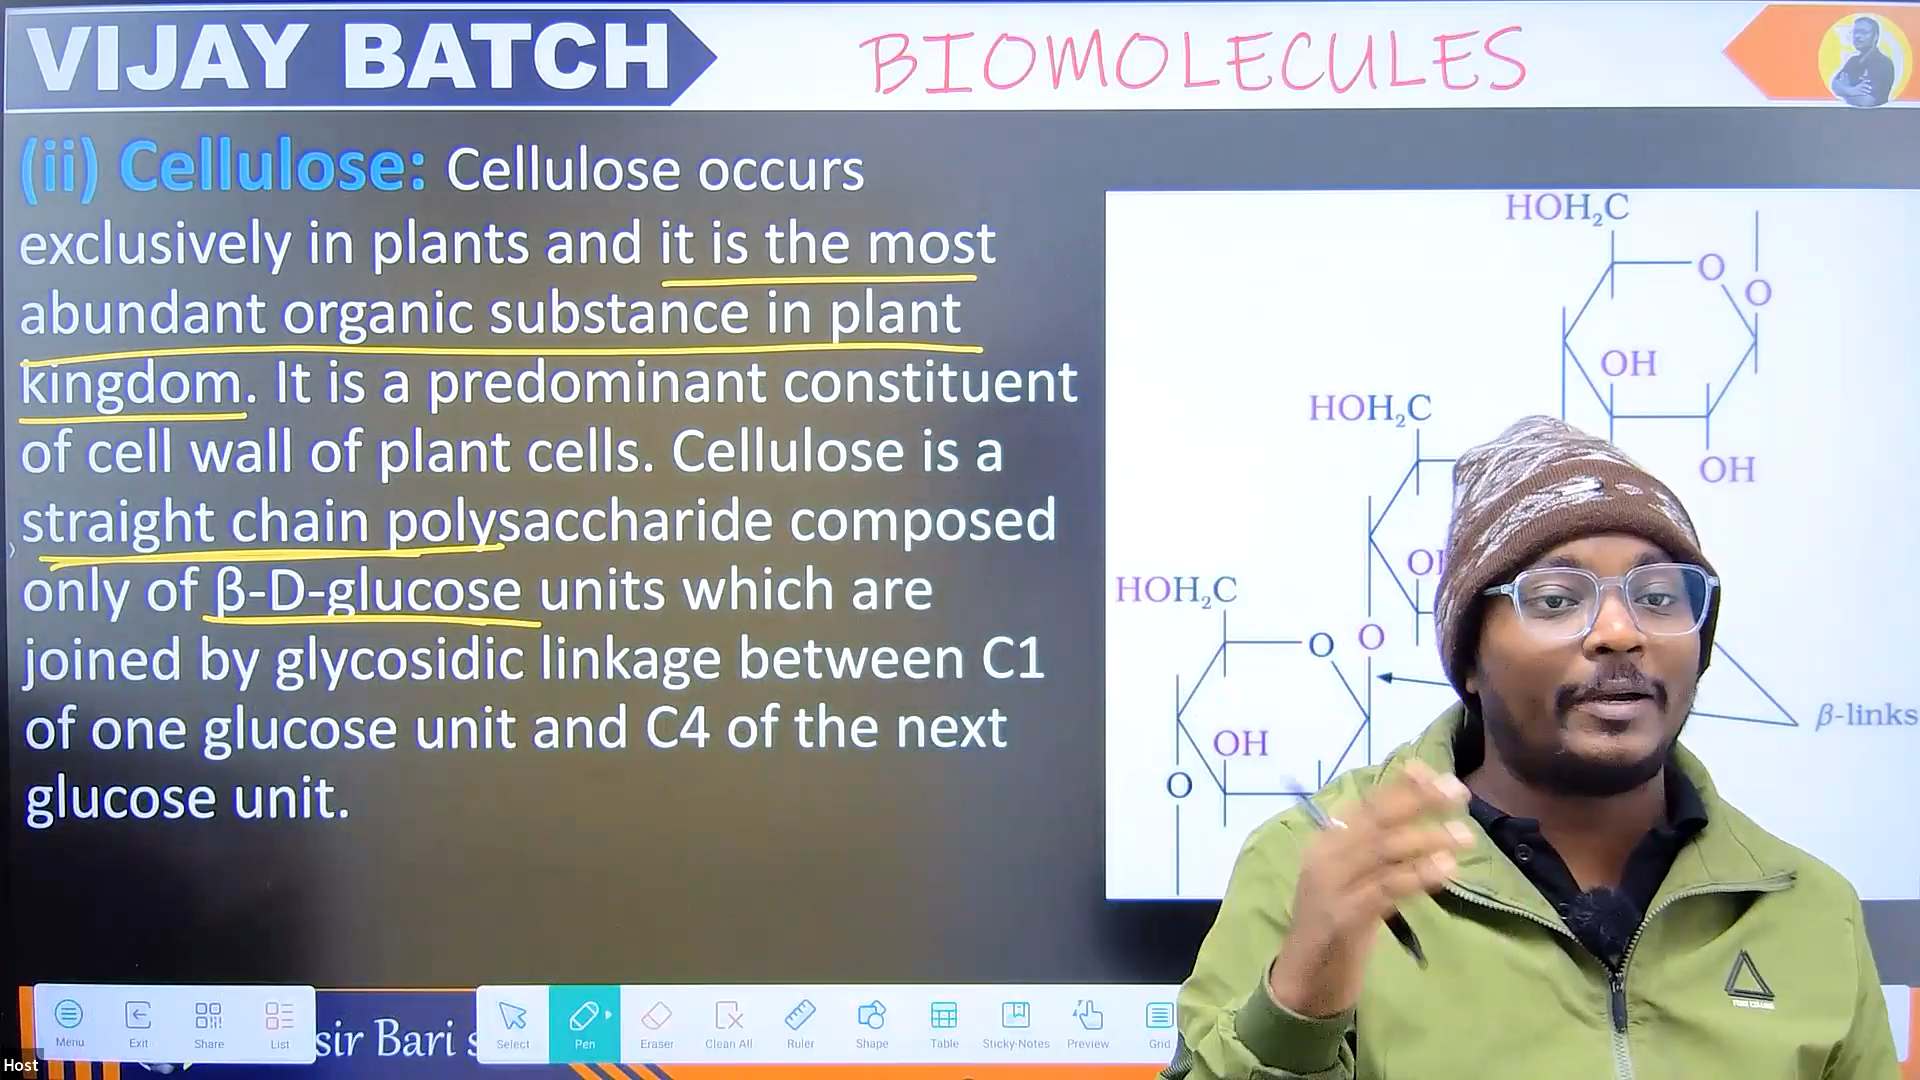 VIJAY BATCH
BIOMOLECULES
(ii) Cellulose: Cellulose occurs
exclusively in plants and it is the most
abundant organic substance in plant
kingdom. It is a predominant constituent
of cell wall of plant cells. Cellulose is a
straight chain polysaccharide composed
only of β-D-glucose units which are
joined by glycosidic linkage between C1
of one glucose unit and C4 of the next
glucose unit.
HOH₂C
O
O
OH
OH
HOH₂C
O
HOH₂C
O
OH
O
β-links
Menu
Exit
Share
List
sir Bari
Select
Pen
Eraser
Clean All
Ruler
Shape
Table
Sticky-Notes
Preview
Grid
Host